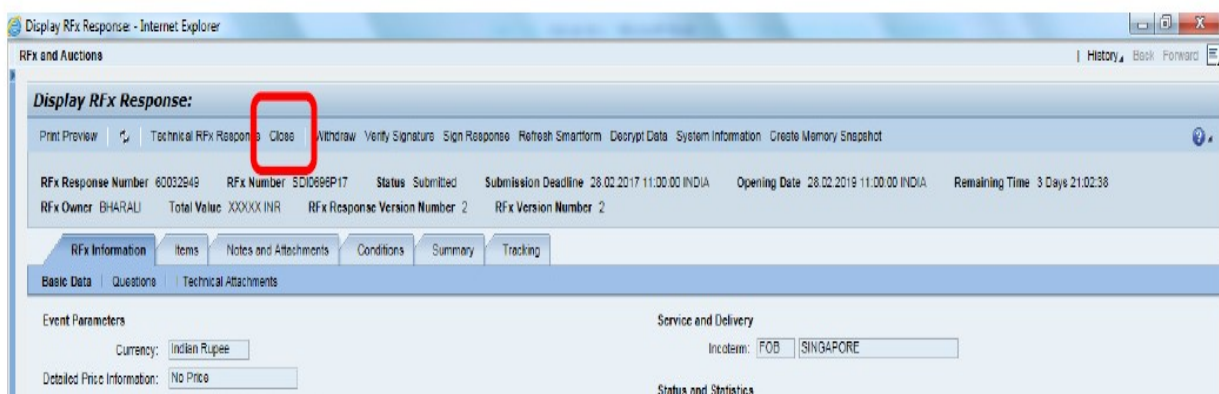 Display RFx Response: - Internet Explorer
RFx and Auctions | History Back Forward
Display RFx Response:
Print Preview Technical RFx Response Close Withdraw Verify Signature Sign Response Refresh Smartform Decrypt Data System Information Create Memory Snapshot
RFx Response Number 60032949 RFx Number SDI0696P17 Status Submitted Submission Deadline 28.02.2017 11:00:00 INDIA Opening Date 28.02.2019 11:00:00 INDIA Remaining Time 3 Days 21:02:38
RFx Owner BHARALI Total Value XXXXX INR RFx Response Version Number 2 RFx Version Number 2
RFx Information Items Notes and Attachments Conditions Summary Tracking
Basic Data Questions Technical Attachments
Event Parameters Service and Delivery
Currency: Indian Rupee Incoterm: FOB SINGAPORE
Detailed Price Information: No Price
Status and Statistics